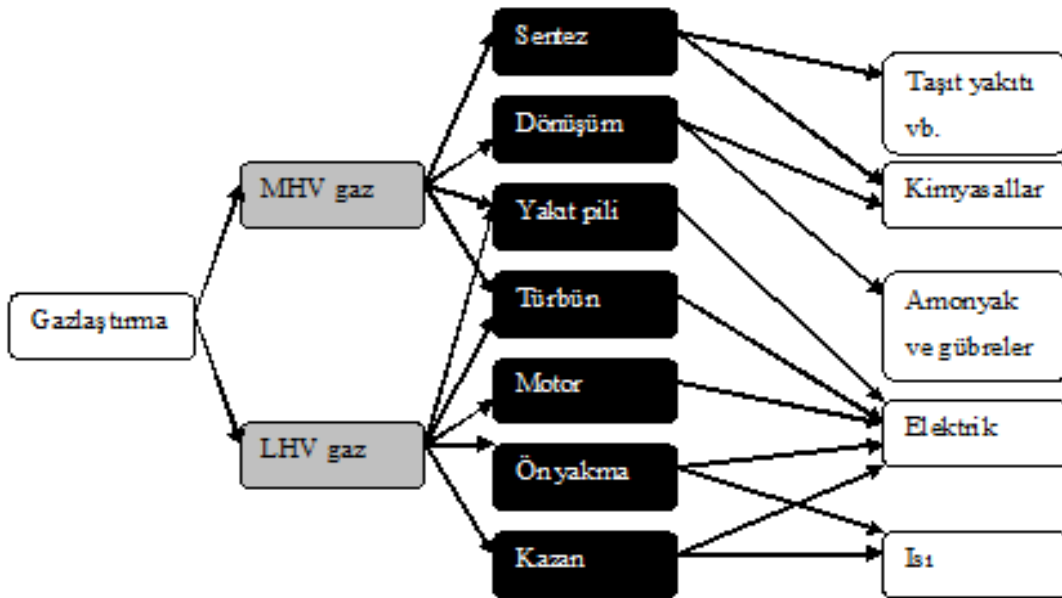 Gazlaştırma
MHV gaz
LHV gaz
Sentez
Dönüşüm
Yakıt pili
Türbün
Motor
Ön yakma
Kazan
Taşıt yakıtı
vb.
Kimyasallar
Amonyak
ve gübreler
Elektrik
Isı